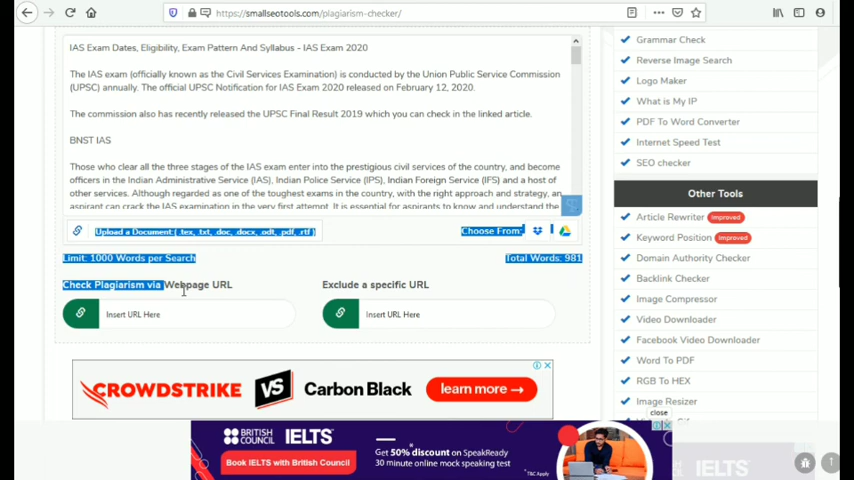 https://smallseotools.com/plagiarism-checker/
IAS Exam Dates, Eligibility, Exam Pattern And Syllabus - IAS Exam 2020
The IAS exam (officially known as the Civil Services Examination) is conducted by the Union Public Service Commission
(UPSC) annually. The official UPSC Notification for IAS Exam 2020 released on February 12, 2020.
The commission also has recently released the UPSC Final Result 2019 which you can check in the linked article.
BNST IAS
Those who clear all the three stages of the IAS exam enter into the prestigious civil services of the country, and become
officers in the Indian Administrative Service (IAS), Indian Police Service (IPS), Indian Foreign Service (IFS) and a host of
other services. Although regarded as one of the toughest exams in the country, with the right approach and strategy, an
aspirant can crack the IAS examination in the very first attempt. It is essential for aspirants to know and understand the
Upload a Document:( .tex, .txt, .doc, .docx, .odt, .pdf, .rtf )
Choose From:
Limit: 1000 Words per Search
Total Words: 981
Check Plagiarism via Webpage URL
Exclude a specific URL
Insert URL Here
Insert URL Here
CROWDSTRIKE VS Carbon Black learn more →
Grammar Check
Reverse Image Search
Logo Maker
What is My IP
PDF To Word Converter
Internet Speed Test
SEO checker
Other Tools
Article Rewriter Improved
Keyword Position Improved
Domain Authority Checker
Backlink Checker
Image Compressor
Video Downloader
Facebook Video Downloader
Word To PDF
RGB To HEX
Image Resizer
close
BRITISH COUNCIL IELTS
Book IELTS with British Council
Get 50% discount on SpeakReady
30 minute online mock speaking test
*T&C Apply
IELTS